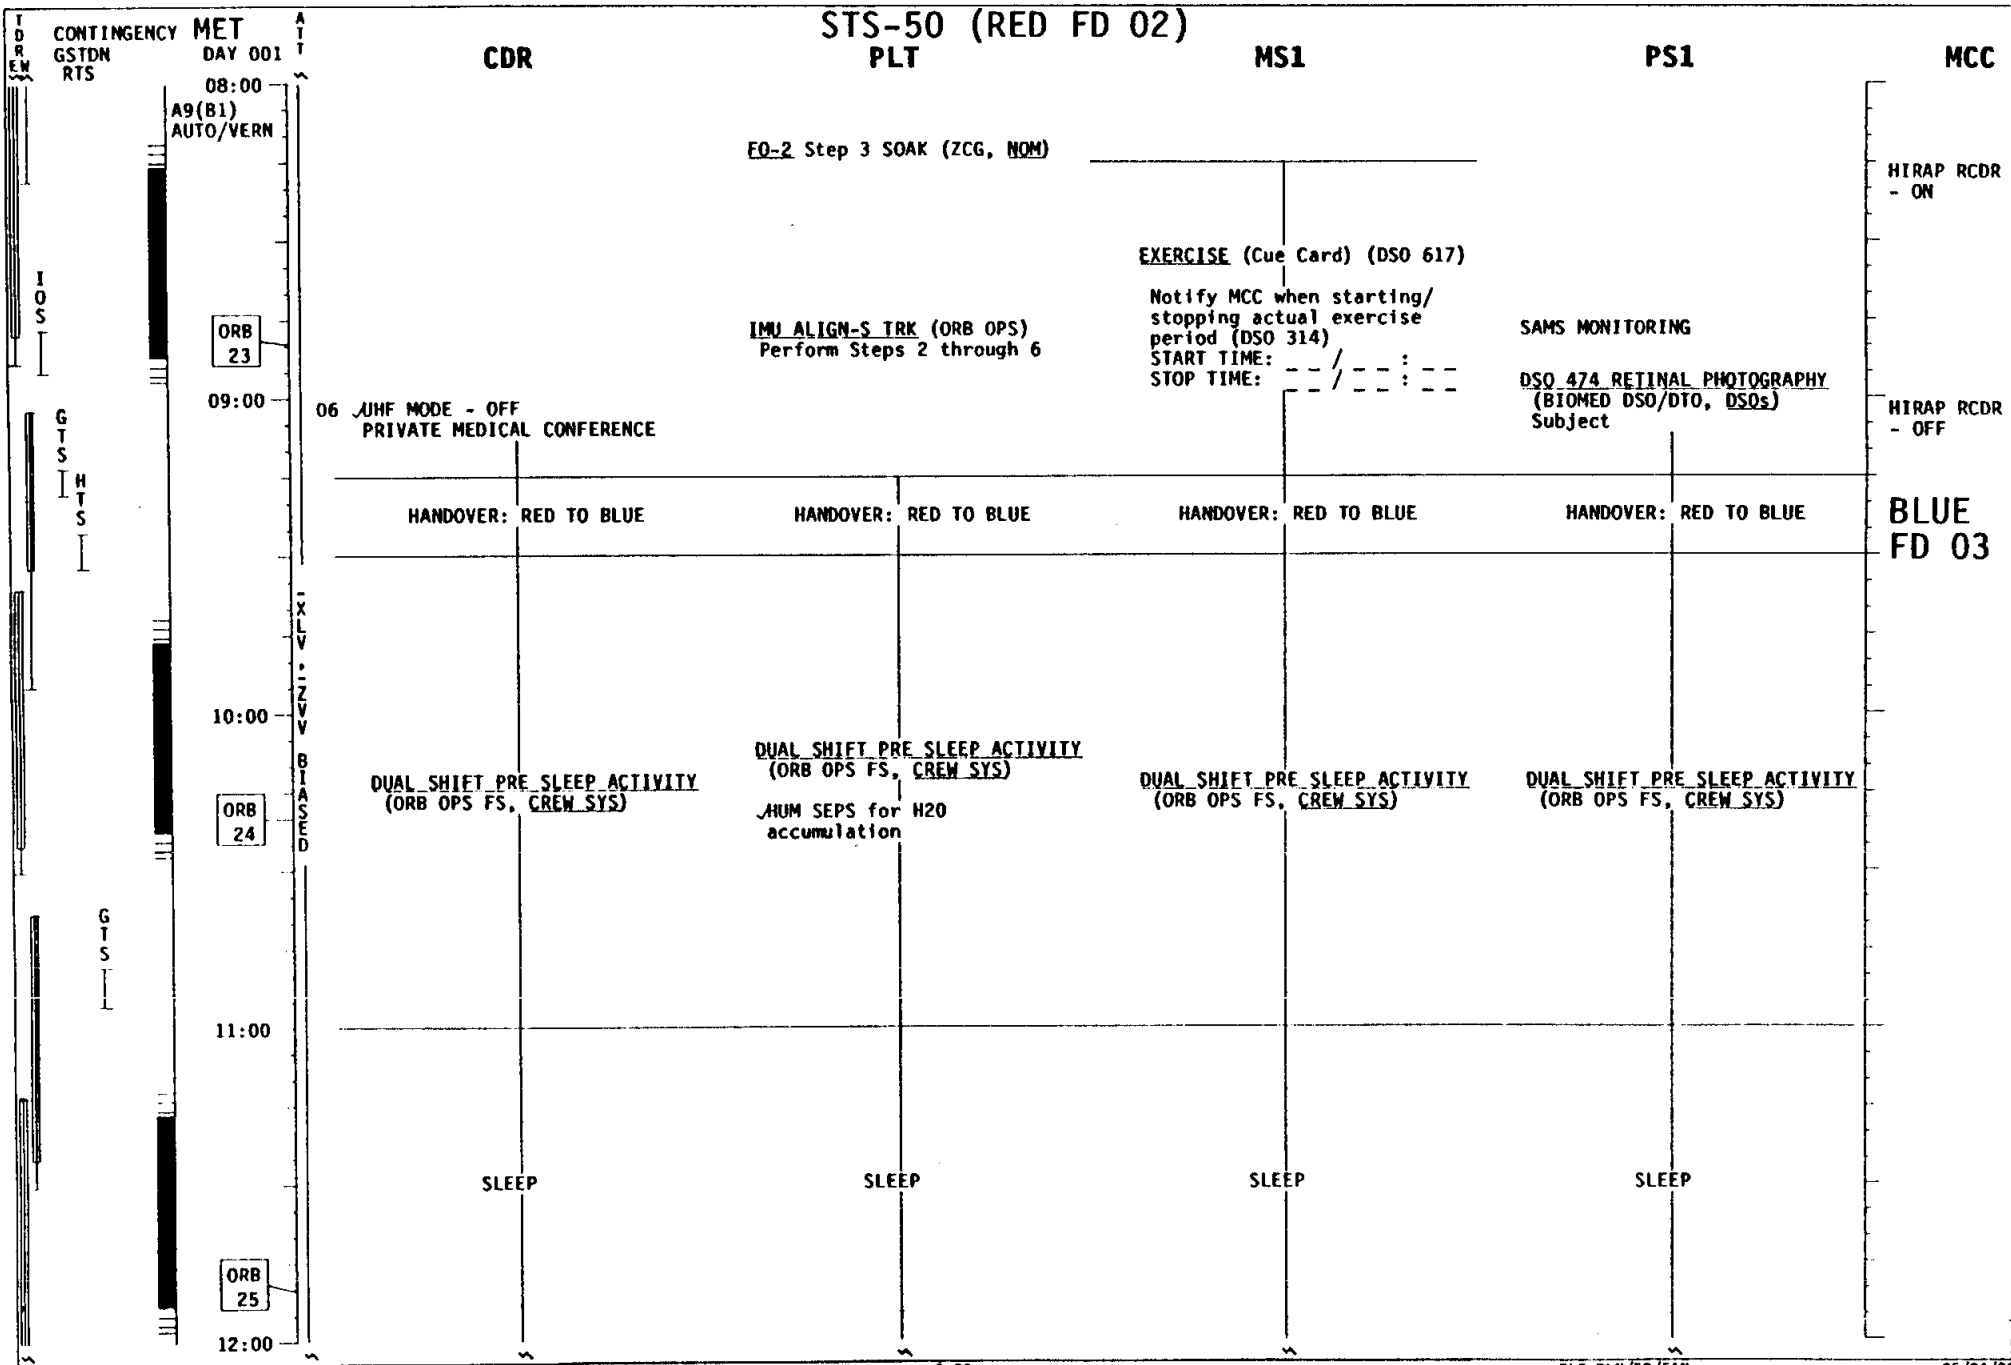 STS-50 (RED FD 02)
TDRS
E W
CONTINGENCY
GSTDN
RTS
MET
DAY 001
ATT
CDR
PLT
MS1
PS1
MCC
08:00
A9(B1)
AUTO/VERN
FO-2 Step 3 SOAK (ZCG, NOM)
HIRAP RCDR
- ON
EXERCISE (Cue Card) (DSO 617)
IOS
Notify MCC when starting/
stopping actual exercise
period (DSO 314)
START TIME: _ _ / _ _ : _ _
STOP TIME: _ _ / _ _ : _ _
ORB
23
IMU ALIGN-S TRK (ORB OPS)
Perform Steps 2 through 6
SAMS MONITORING
DSO 474 RETINAL PHOTOGRAPHY
(BIOMED DSO/DTO, DSOs)
Subject
09:00
06 √UHF MODE - OFF
PRIVATE MEDICAL CONFERENCE
HIRAP RCDR
- OFF
GTS
HTS
HANDOVER: RED TO BLUE
HANDOVER: RED TO BLUE
HANDOVER: RED TO BLUE
HANDOVER: RED TO BLUE
BLUE
FD 03
-XLV,-ZVV BIASED
10:00
DUAL SHIFT PRE SLEEP ACTIVITY
(ORB OPS FS, CREW SYS)
DUAL SHIFT PRE SLEEP ACTIVITY
(ORB OPS FS, CREW SYS)
√HUM SEPS for H20
accumulation
DUAL SHIFT PRE SLEEP ACTIVITY
(ORB OPS FS, CREW SYS)
DUAL SHIFT PRE SLEEP ACTIVITY
(ORB OPS FS, CREW SYS)
ORB
24
GTS
11:00
SLEEP
SLEEP
SLEEP
SLEEP
ORB
25
12:00